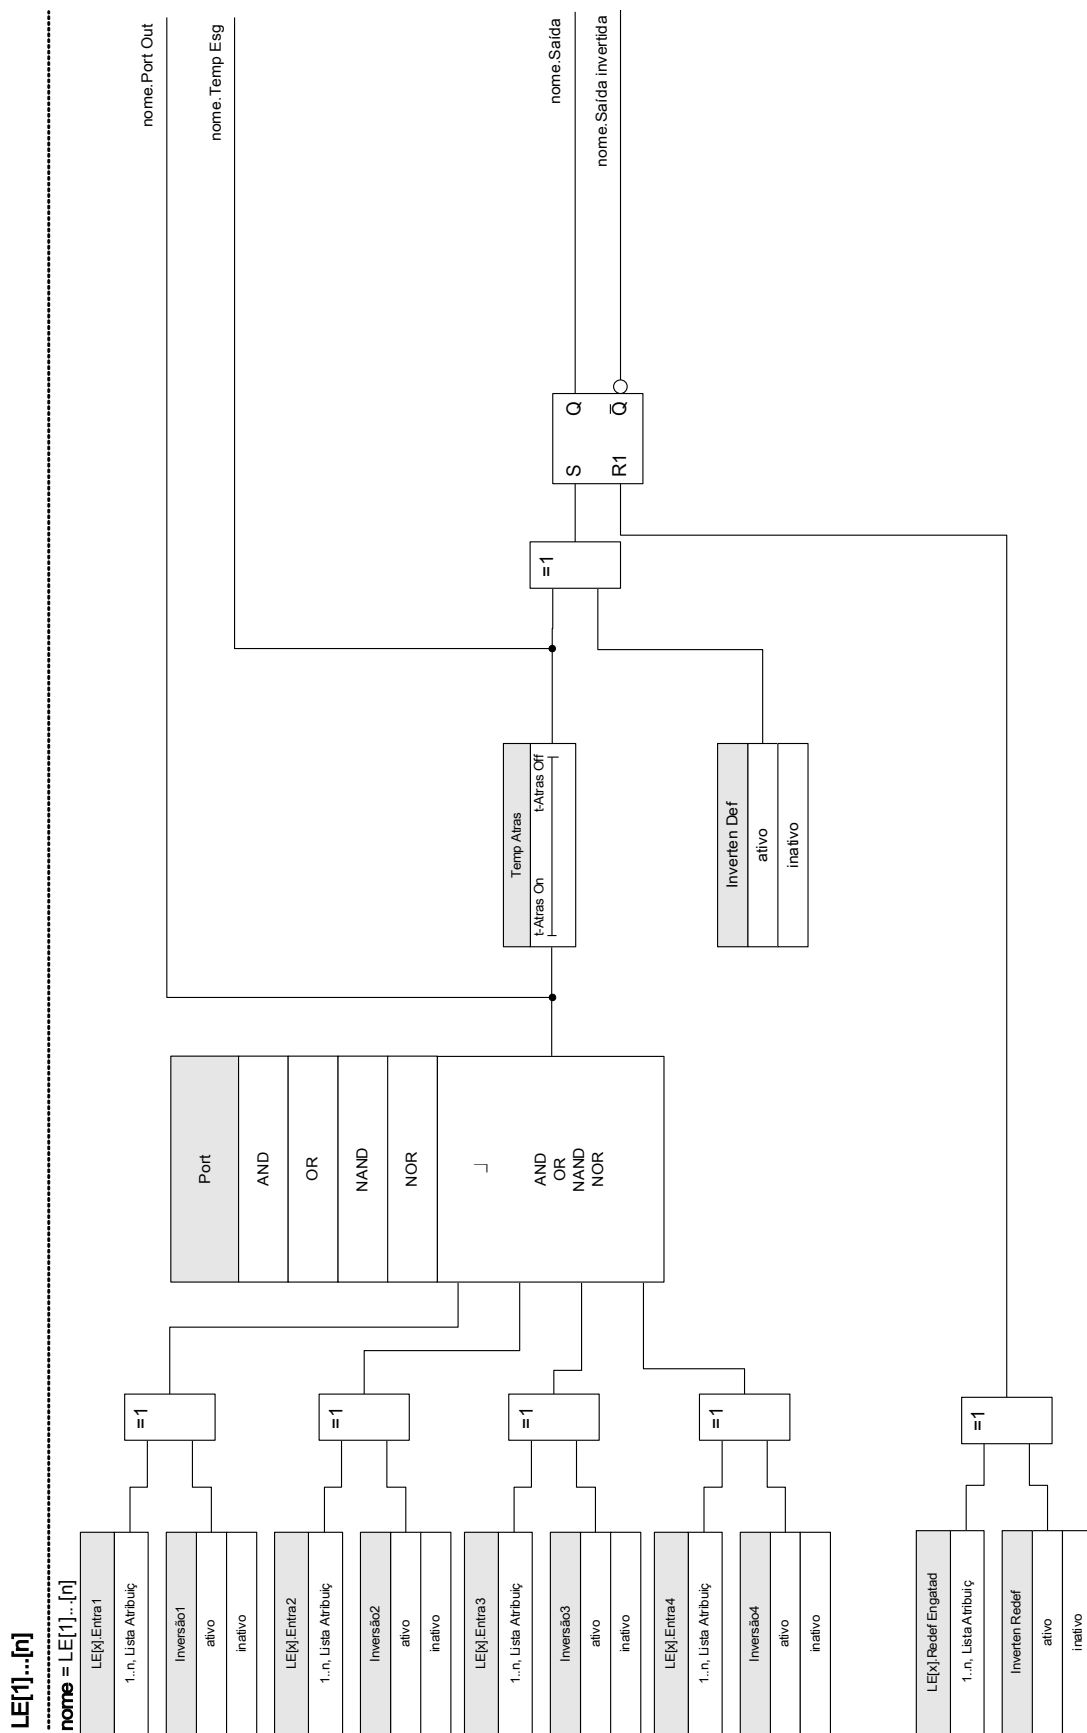 LE[1]...[n]
nome = LE[1]...[n]
LE[x].Entra1
1..n, Lista Atribuiç
Inversão1
ativo
inativo
LE[x].Entra2
1..n, Lista Atribuiç
Inversão2
ativo
inativo
LE[x].Entra3
1..n, Lista Atribuiç
Inversão3
ativo
inativo
LE[x].Entra4
1..n, Lista Atribuiç
Inversão4
ativo
inativo
LE[x].Redef Engatad
1..n, Lista Atribuiç
Inverten Redef
ativo
inativo
=1
=1
=1
=1
=1
Port
AND
OR
NAND
NOR
AND
OR
NAND
NOR
Temp Atras
t-Atras On
t-Atras Off
Inverten Def
ativo
inativo
=1
S
Q
R1
Q̅
nome.Port Out
nome.Temp Esg
nome.Saída
nome.Saída invertida